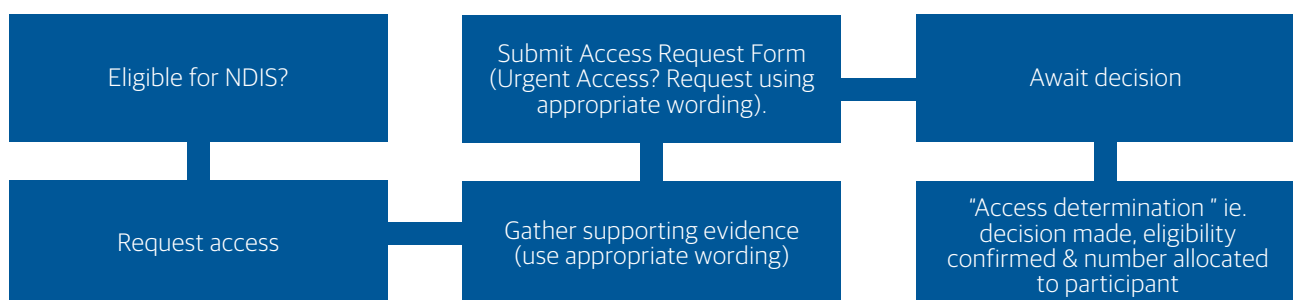 Eligible for NDIS?
Request access
Gather supporting evidence
(use appropriate wording)
Submit Access Request Form
(Urgent Access? Request using
appropriate wording).
Await decision
“Access determination ” ie.
decision made, eligibility
confirmed & number allocated
to participant